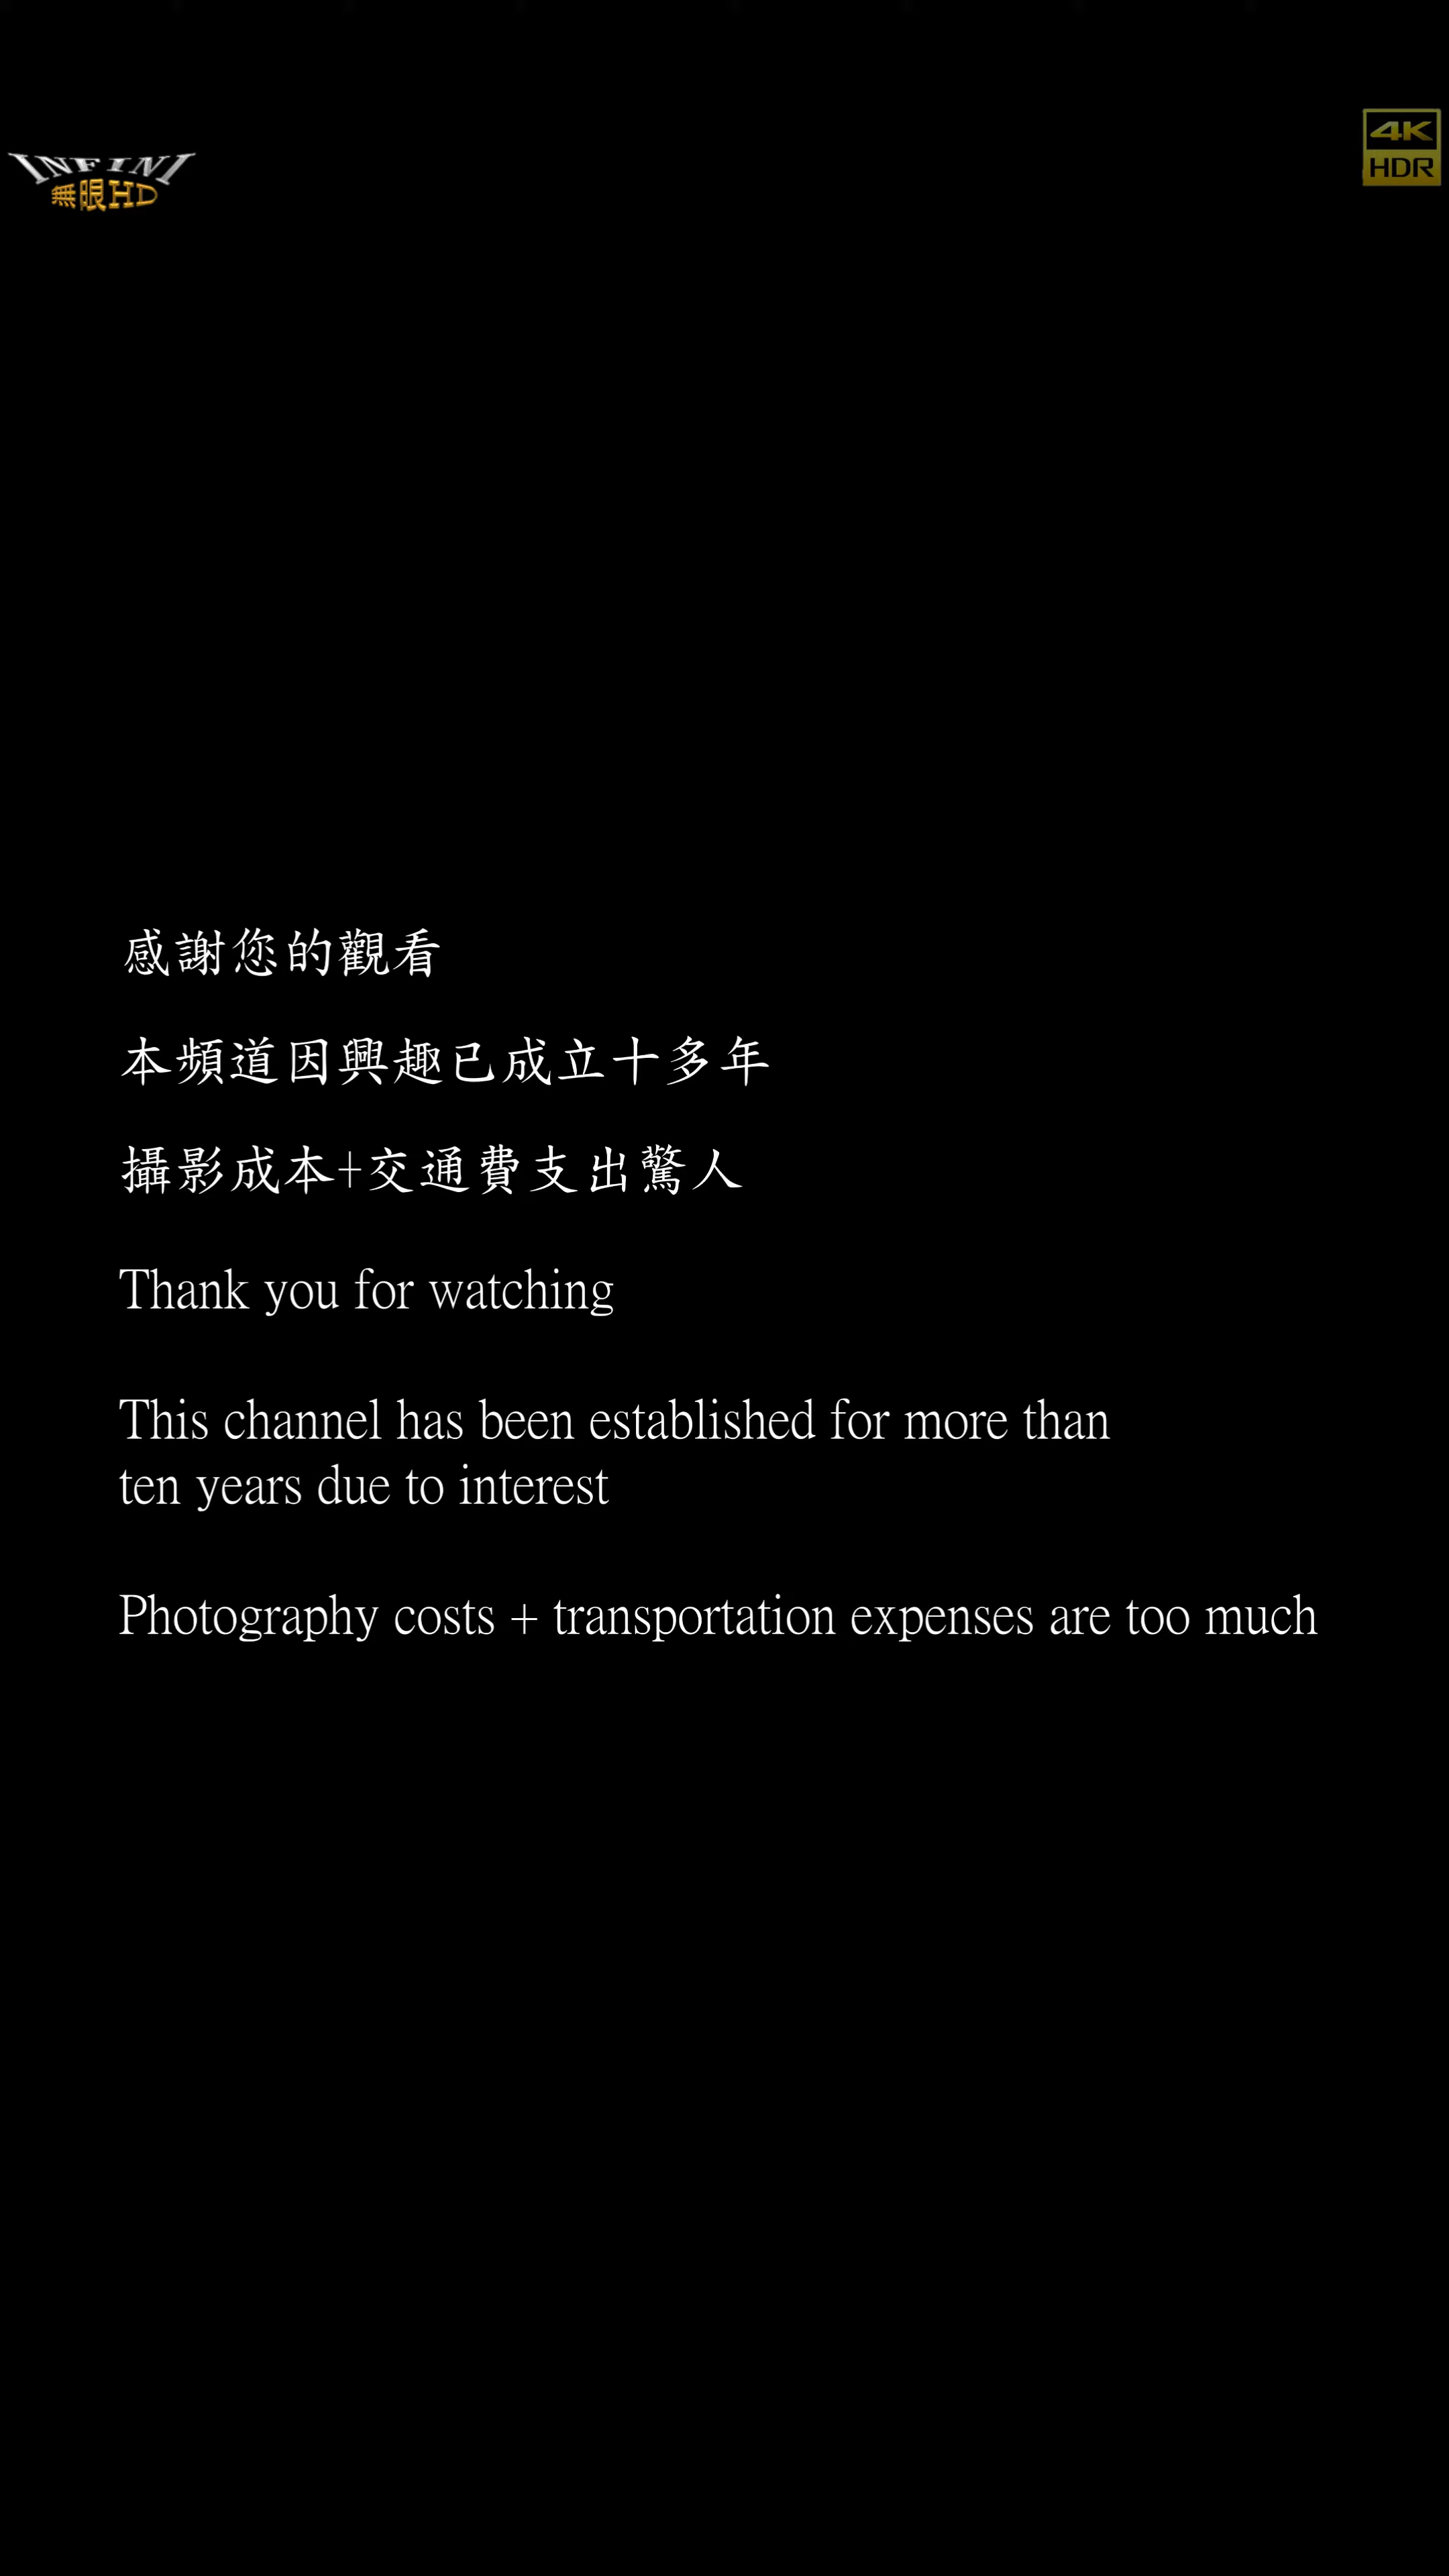 INFINI
無限HD
4K
HDR
感謝您的觀看
本頻道因興趣已成立十多年
攝影成本+交通費支出驚人
Thank you for watching
This channel has been established for more than
ten years due to interest
Photography costs + transportation expenses are too much